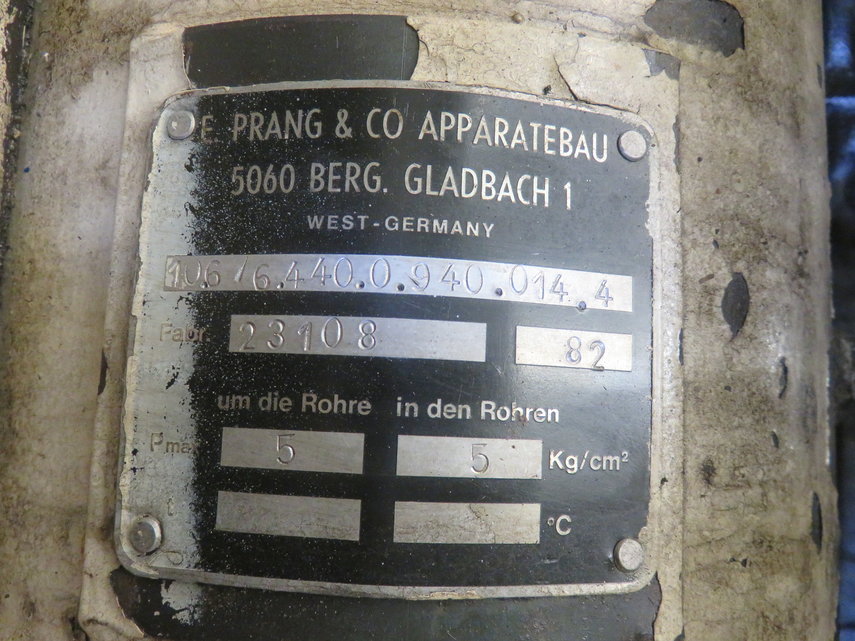 E. PRANG & CO APPARATEBAU
5060 BERG. GLADBACH 1
WEST-GERMANY
106/6.440.0.940.014.4
Fabr. 23108 82
um die Rohre in den Rohren
Pmax 5 5 Kg/cm²
t °C